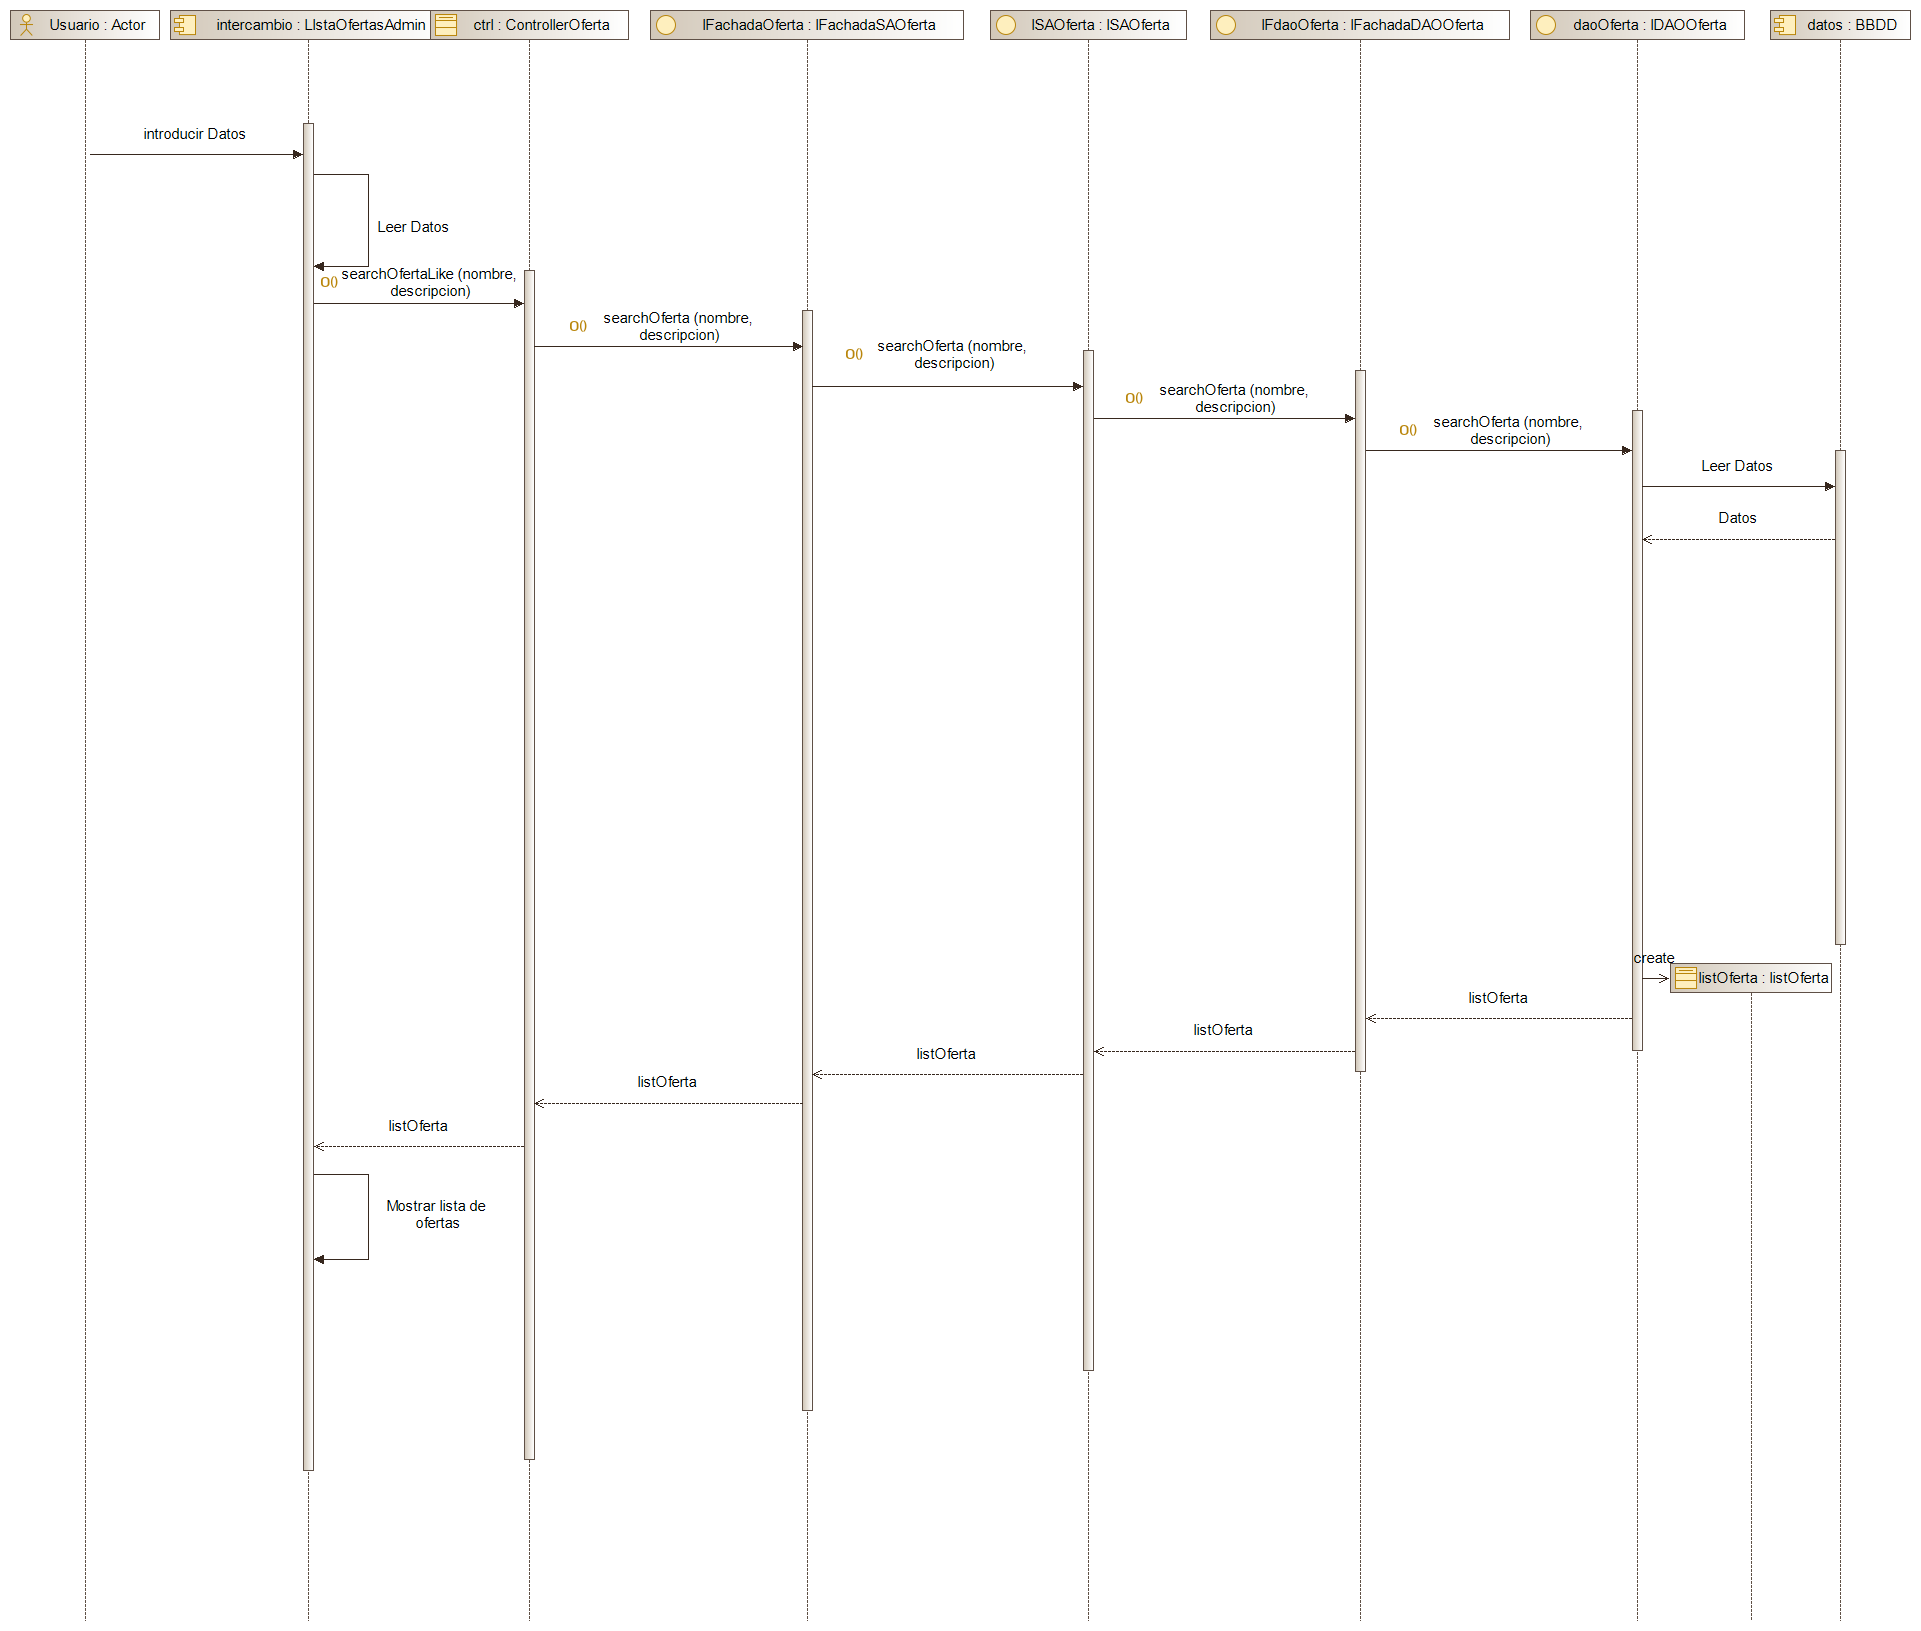 Usuario : Actor
intercambio : LIstaOfertasAdmin
ctrl : ControllerOferta
IFachadaOferta : IFachadaSAOferta
ISAOferta : ISAOferta
IFdaoOferta : IFachadaDAOOferta
daoOferta : IDAOOferta
datos : BBDD
introducir Datos
Leer Datos
O() searchOfertaLike (nombre,
descripcion)
O() searchOferta (nombre,
descripcion)
O() searchOferta (nombre,
descripcion)
O() searchOferta (nombre,
descripcion)
O() searchOferta (nombre,
descripcion)
Leer Datos
Datos
create
listOferta : listOferta
listOferta
listOferta
listOferta
listOferta
listOferta
Mostrar lista de
ofertas